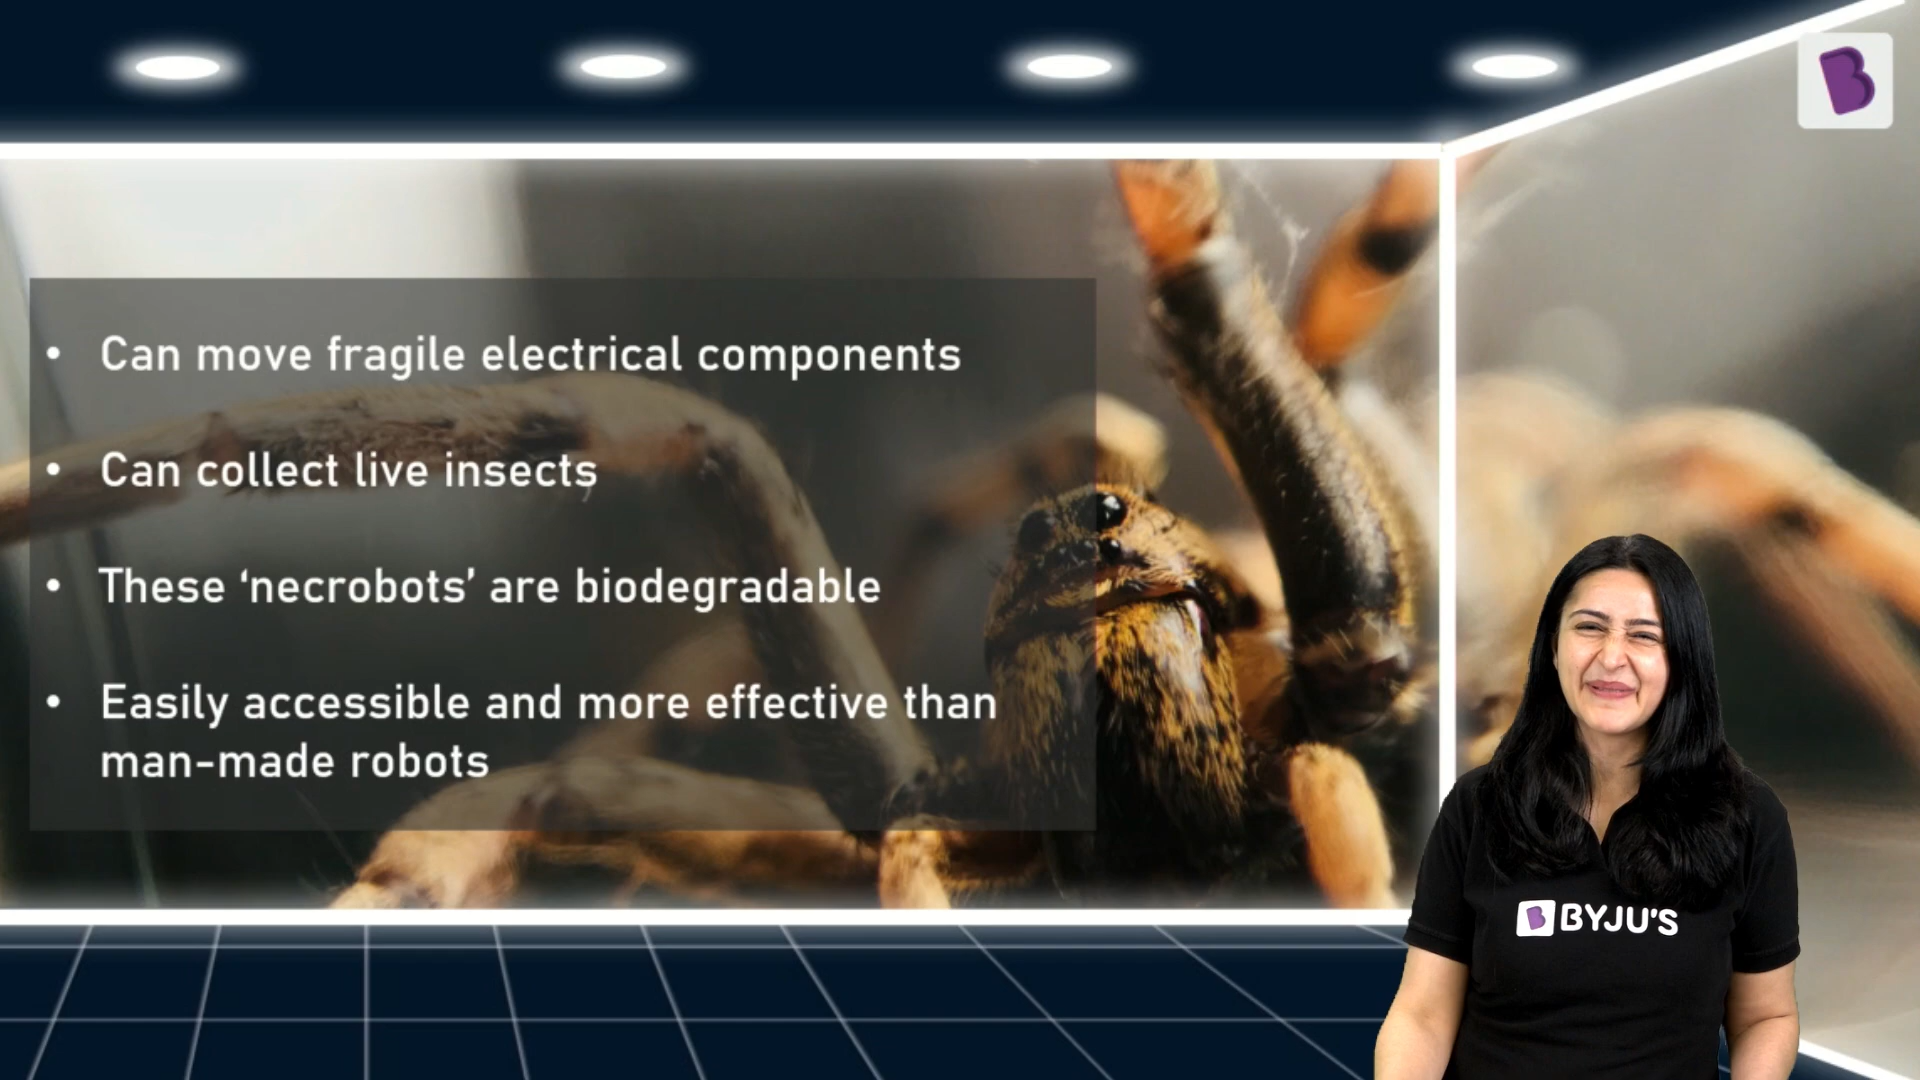 • Can move fragile electrical components
• Can collect live insects
• These ‘necrobots’ are biodegradable
• Easily accessible and more effective than
man-made robots
B
B BYJU'S